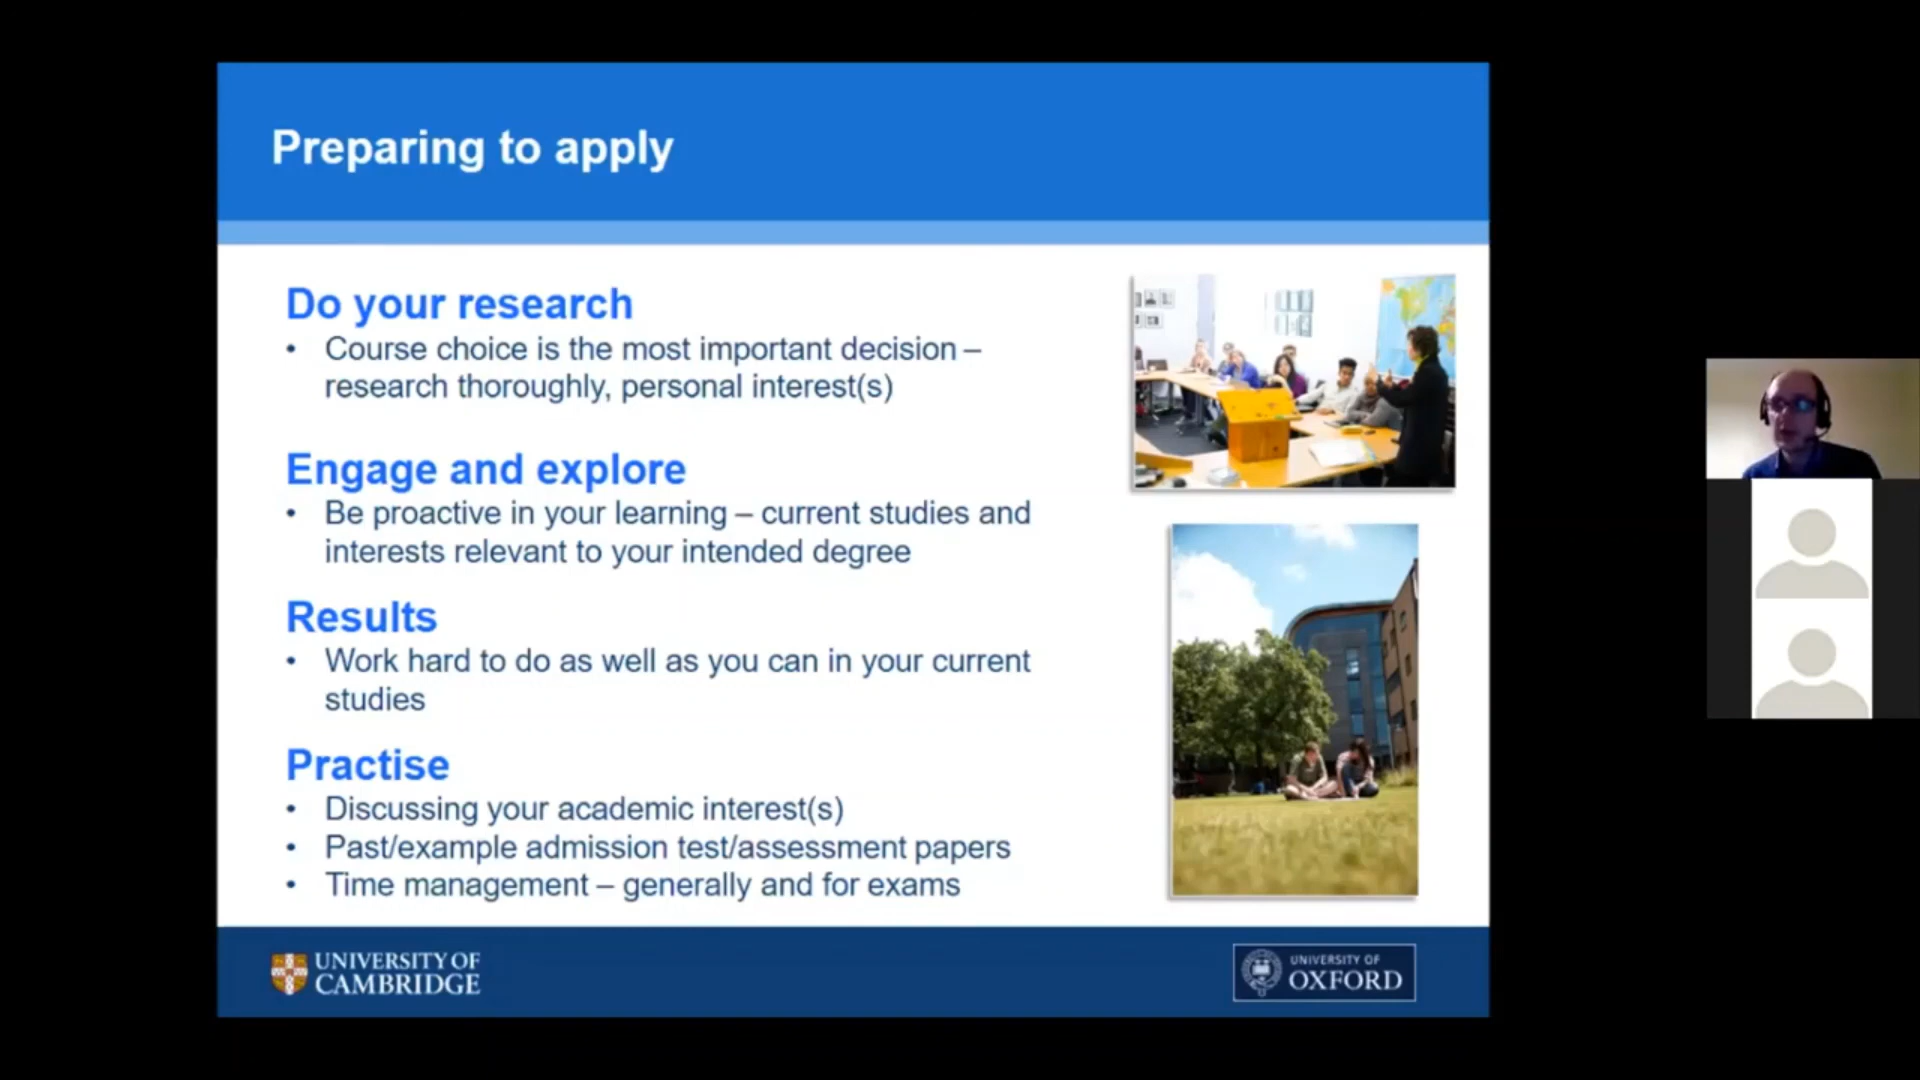 Preparing to apply
Do your research
• Course choice is the most important decision –
research thoroughly, personal interest(s)
Engage and explore
• Be proactive in your learning – current studies and
interests relevant to your intended degree
Results
• Work hard to do as well as you can in your current
studies
Practise
• Discussing your academic interest(s)
• Past/example admission test/assessment papers
• Time management – generally and for exams
UNIVERSITY OF
CAMBRIDGE
UNIVERSITY OF
OXFORD